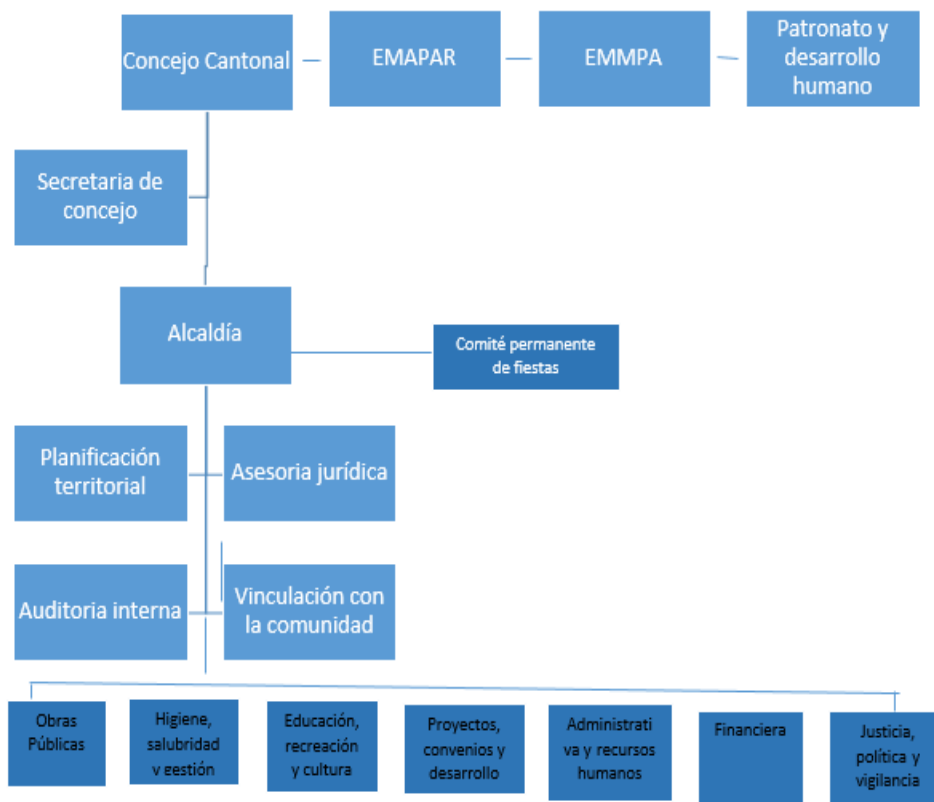 Concejo Cantonal
EMAPAR
EMMPA
Patronato y
desarrollo
humano
Secretaria de
concejo
Alcaldía
Comité permanente
de fiestas
Planificación
territorial
Asesoria jurídica
Auditoria interna
Vinculación con
la comunidad
Obras
Públicas
Higiene,
salubridad
y gestión
Educación,
recreación
y cultura
Proyectos,
convenios y
desarrollo
Administrati
va y recursos
humanos
Financiera
Justicia,
política y
vigilancia